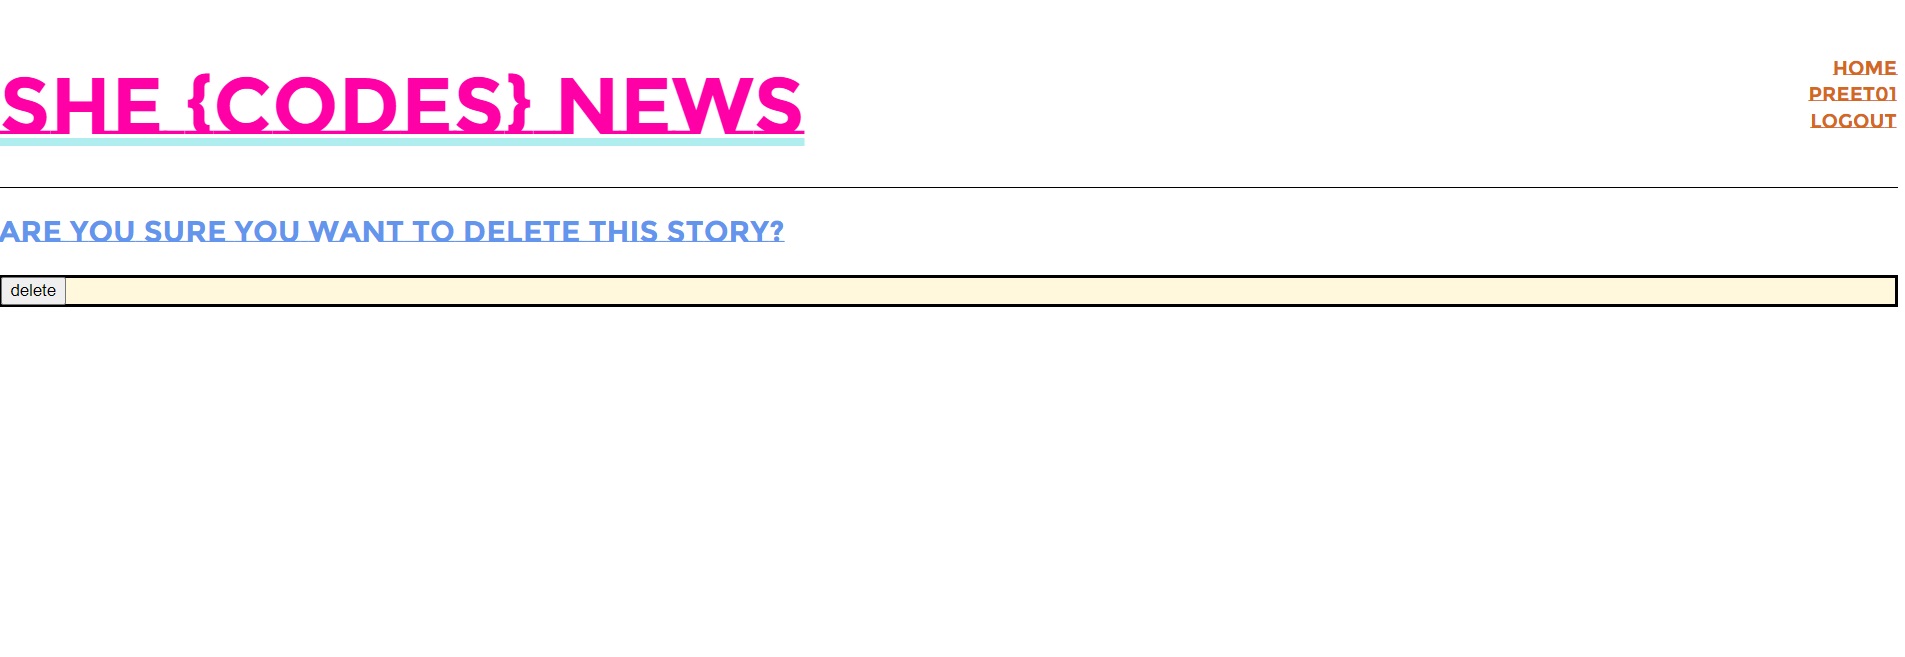 SHE {CODES} NEWS
HOME
PREET01
LOGOUT
ARE YOU SURE YOU WANT TO DELETE THIS STORY?
delete